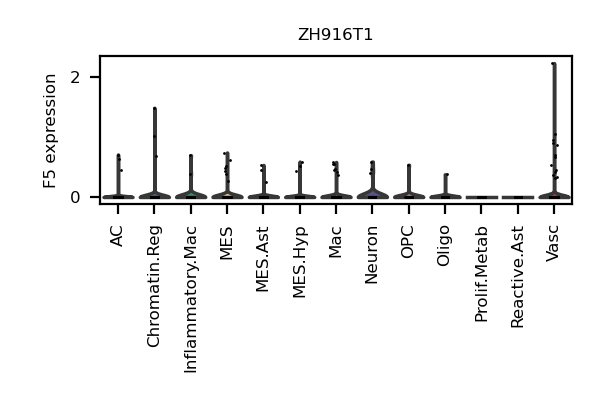 ZH916T1
F5 expression
2
0
AC
Chromatin.Reg
Inflammatory.Mac
MES
MES.Ast
MES.Hyp
Mac
Neuron
OPC
Oligo
Prolif.Metab
Reactive.Ast
Vasc